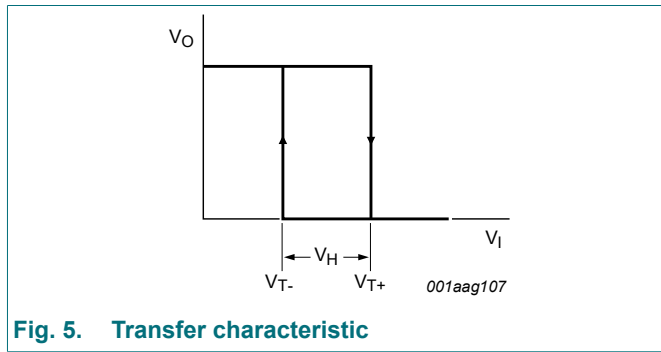 VO
VI
VH
VT-
VT+
001aag107
Fig. 5. Transfer characteristic